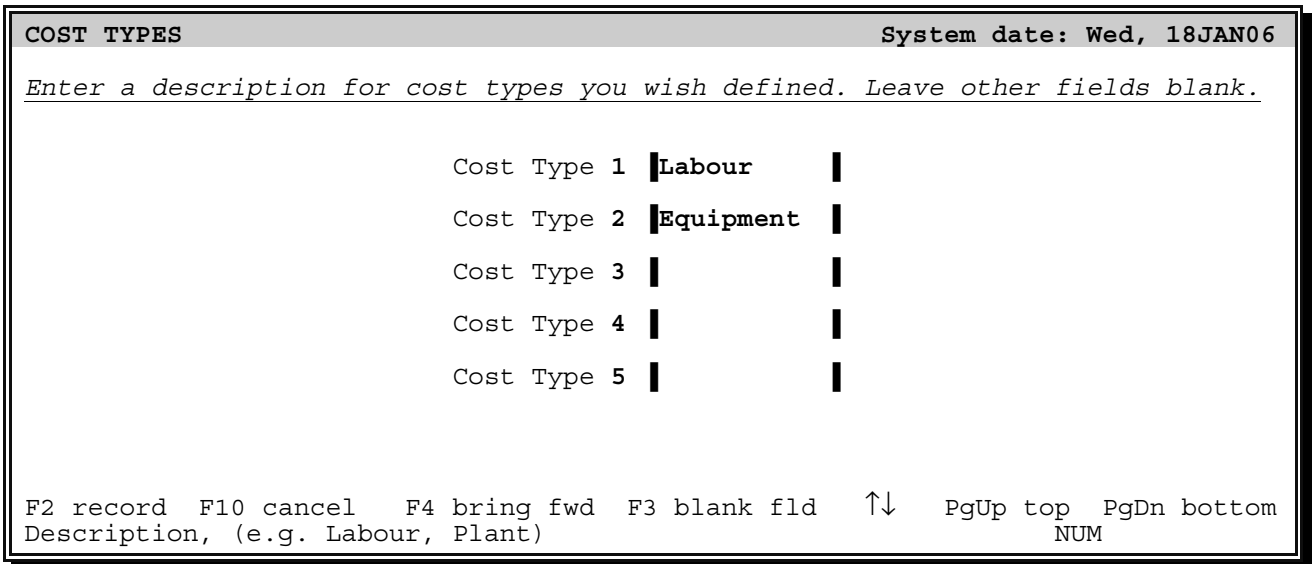 COST TYPES System date: Wed, 18JAN06
Enter a description for cost types you wish defined. Leave other fields blank.
Cost Type 1 Labour
Cost Type 2 Equipment
Cost Type 3
Cost Type 4
Cost Type 5
F2 record F10 cancel F4 bring fwd F3 blank fld ↑↓ PgUp top PgDn bottom
Description, (e.g. Labour, Plant) NUM